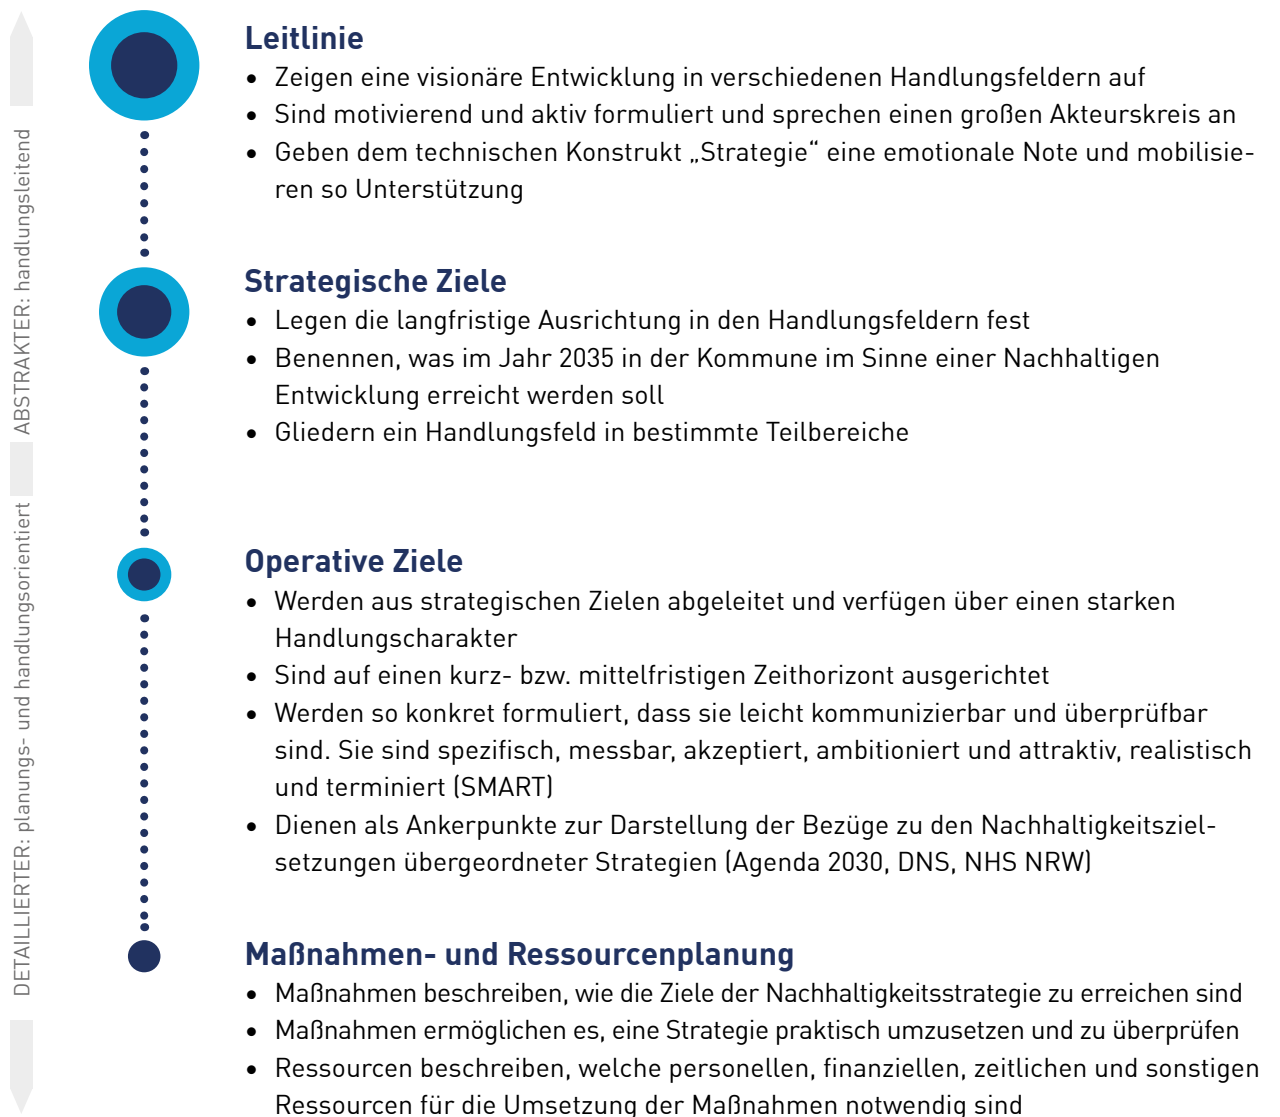 Leitlinie
• Zeigen eine visionäre Entwicklung in verschiedenen Handlungsfeldern auf
• Sind motivierend und aktiv formuliert und sprechen einen großen Akteurskreis an
• Geben dem technischen Konstrukt „Strategie“ eine emotionale Note und mobilisie-
ren so Unterstützung
Strategische Ziele
• Legen die langfristige Ausrichtung in den Handlungsfeldern fest
• Benennen, was im Jahr 2035 in der Kommune im Sinne einer Nachhaltigen
Entwicklung erreicht werden soll
• Gliedern ein Handlungsfeld in bestimmte Teilbereiche
Operative Ziele
• Werden aus strategischen Zielen abgeleitet und verfügen über einen starken
Handlungscharakter
• Sind auf einen kurz- bzw. mittelfristigen Zeithorizont ausgerichtet
• Werden so konkret formuliert, dass sie leicht kommunizierbar und überprüfbar
sind. Sie sind spezifisch, messbar, akzeptiert, ambitioniert und attraktiv, realistisch
und terminiert (SMART)
• Dienen als Ankerpunkte zur Darstellung der Bezüge zu den Nachhaltigkeitsziel-
setzungen übergeordneter Strategien (Agenda 2030, DNS, NHS NRW)
Maßnahmen- und Ressourcenplanung
• Maßnahmen beschreiben, wie die Ziele der Nachhaltigkeitsstrategie zu erreichen sind
• Maßnahmen ermöglichen es, eine Strategie praktisch umzusetzen und zu überprüfen
• Ressourcen beschreiben, welche personellen, finanziellen, zeitlichen und sonstigen
Ressourcen für die Umsetzung der Maßnahmen notwendig sind
ABSTRAKTER: handlungsleitend
DETAILLIERTER: planungs- und handlungsorientiert